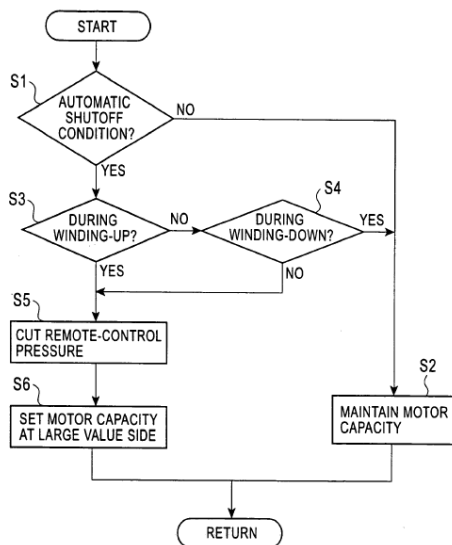 START
S1
AUTOMATIC
SHUTOFF
CONDITION?
NO
YES
S3
DURING
WINDING-UP?
NO
S4
DURING
WINDING-DOWN?
YES
YES
NO
S5
CUT REMOTE-CONTROL
PRESSURE
S6
SET MOTOR CAPACITY
AT LARGE VALUE SIDE
S2
MAINTAIN MOTOR
CAPACITY
RETURN